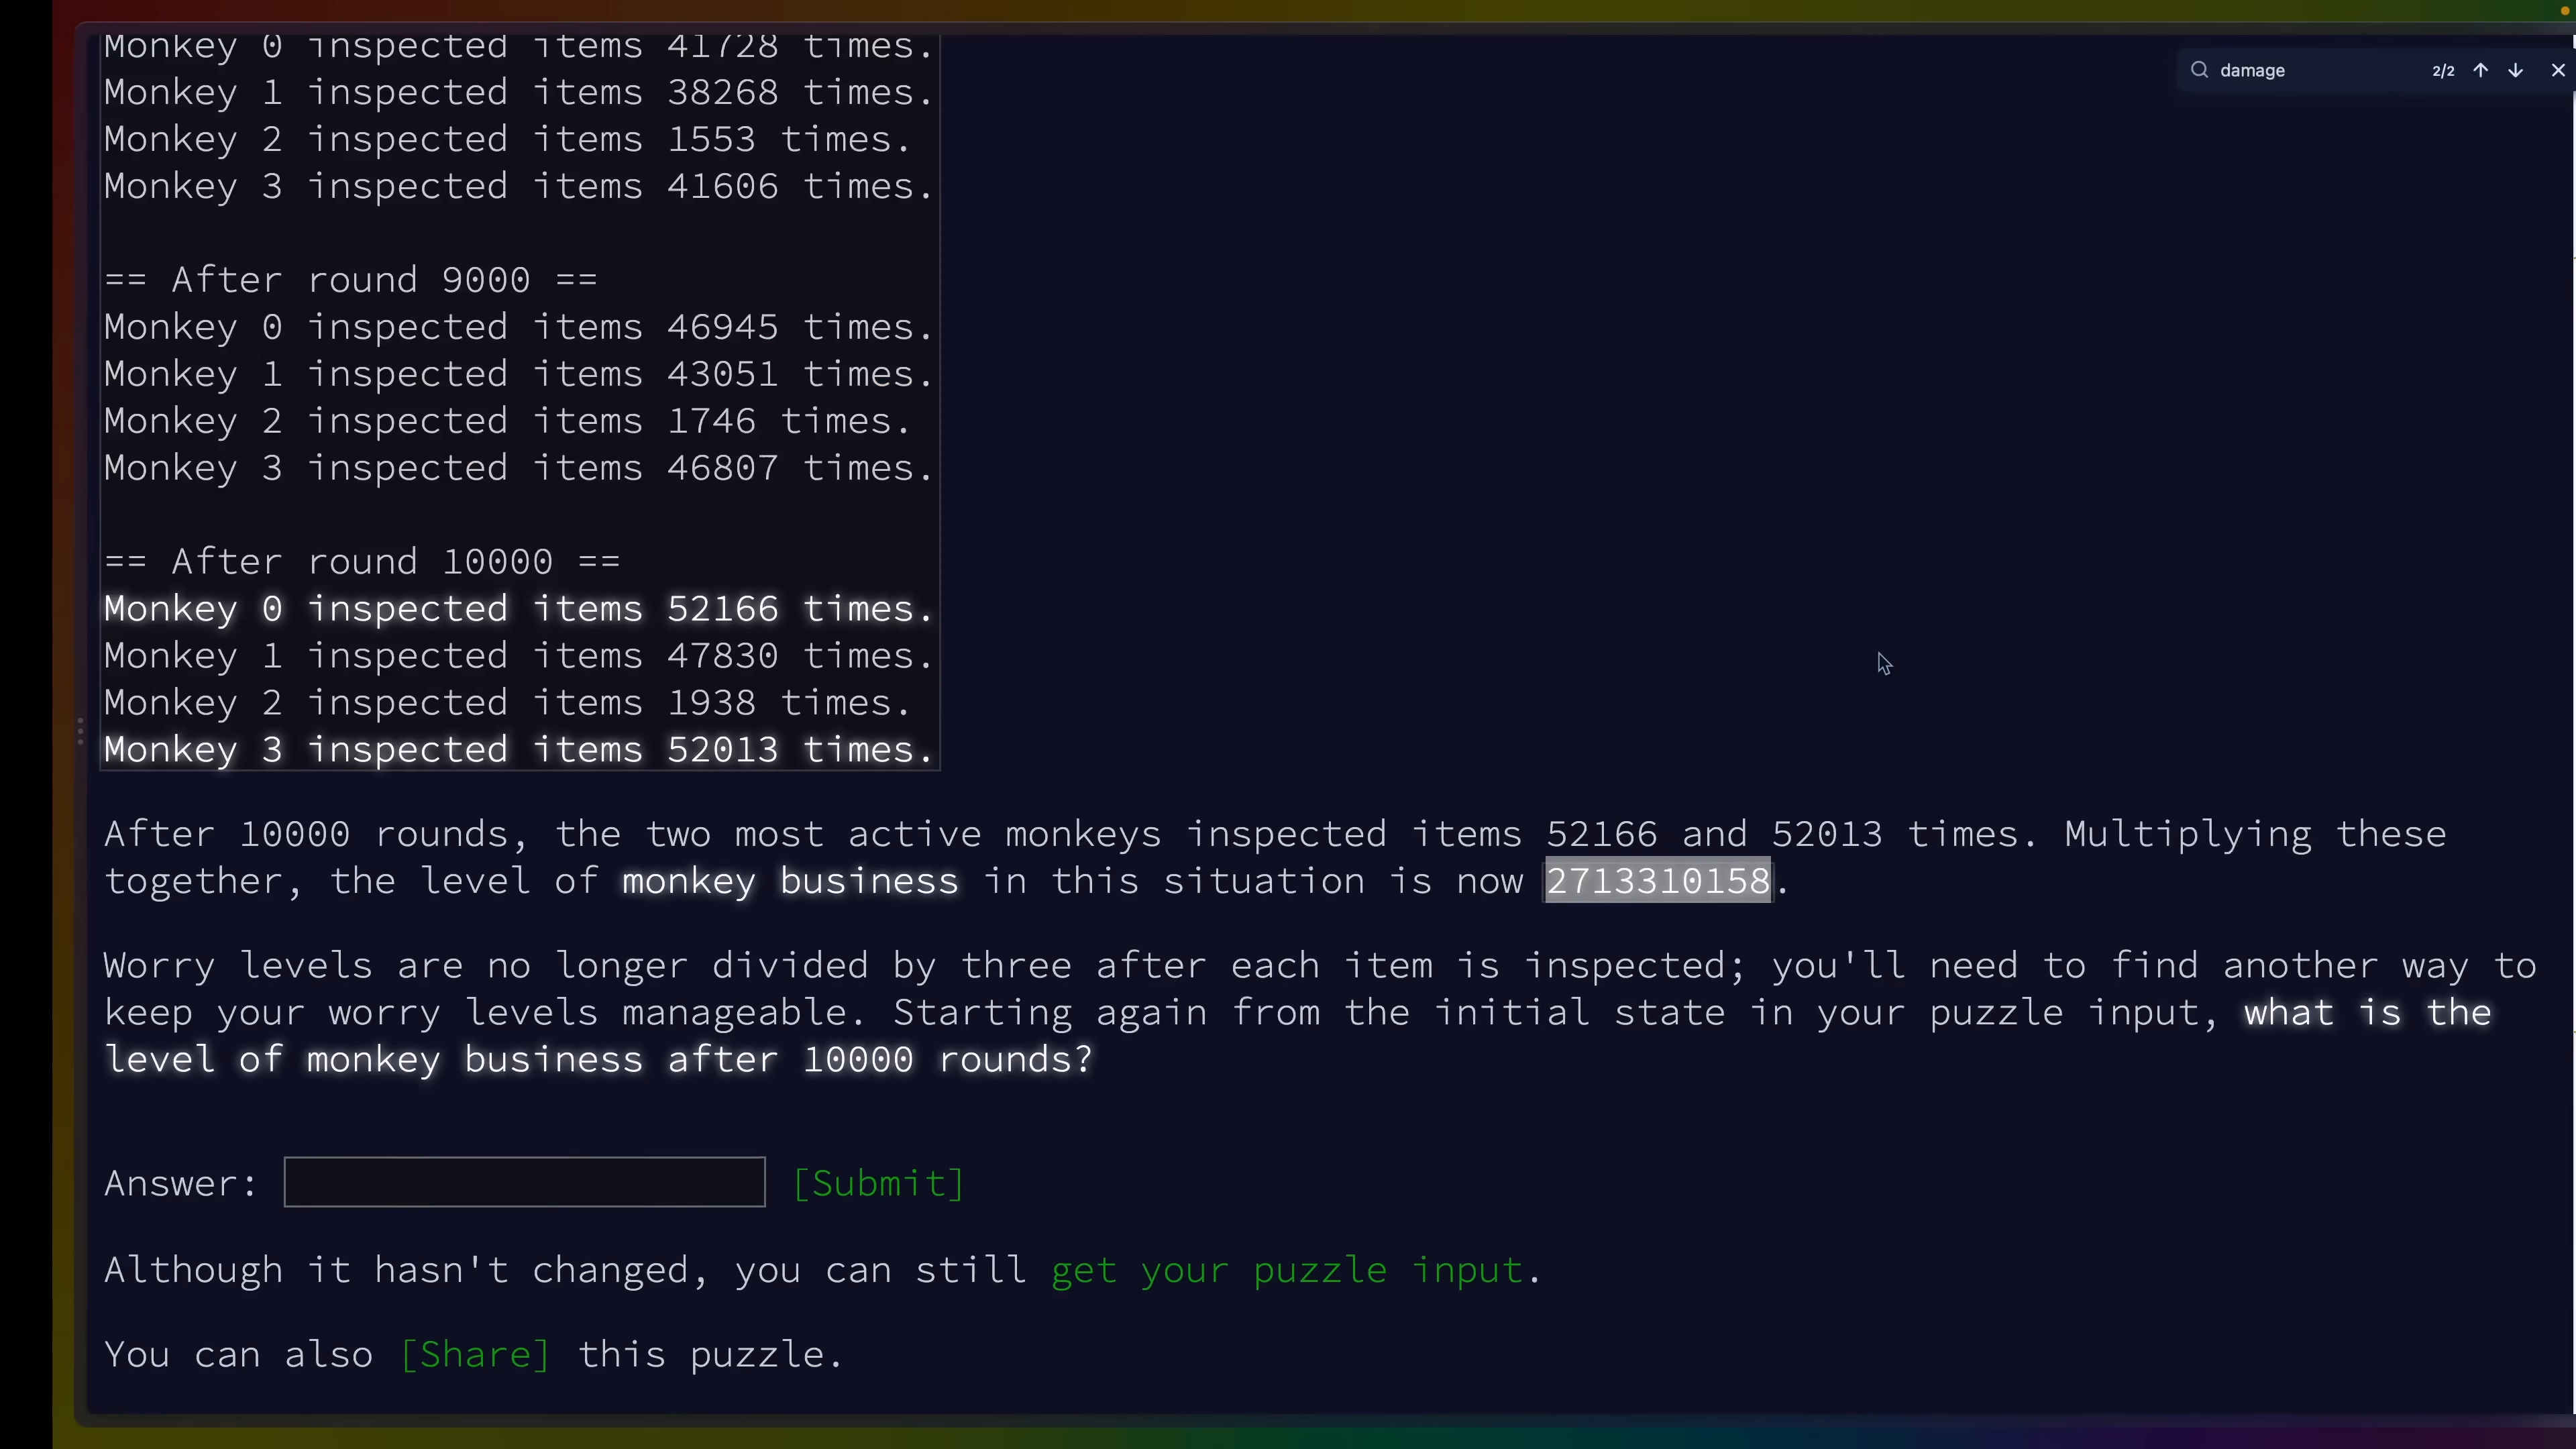 Monkey 0 inspected items 41728 times.
Monkey 1 inspected items 38268 times.
damage 2/2
Monkey 2 inspected items 1553 times.
Monkey 3 inspected items 41606 times.
== After round 9000 ==
Monkey 0 inspected items 46945 times.
Monkey 1 inspected items 43051 times.
Monkey 2 inspected items 1746 times.
Monkey 3 inspected items 46807 times.
== After round 10000 ==
Monkey 0 inspected items 52166 times.
Monkey 1 inspected items 47830 times.
Monkey 2 inspected items 1938 times.
Monkey 3 inspected items 52013 times.
After 10000 rounds, the two most active monkeys inspected items 52166 and 52013 times. Multiplying these
together, the level of monkey business in this situation is now 2713310158.
Worry levels are no longer divided by three after each item is inspected; you'll need to find another way to
keep your worry levels manageable. Starting again from the initial state in your puzzle input, what is the
level of monkey business after 10000 rounds?
Answer: [Submit]
Although it hasn't changed, you can still get your puzzle input.
You can also [Share] this puzzle.